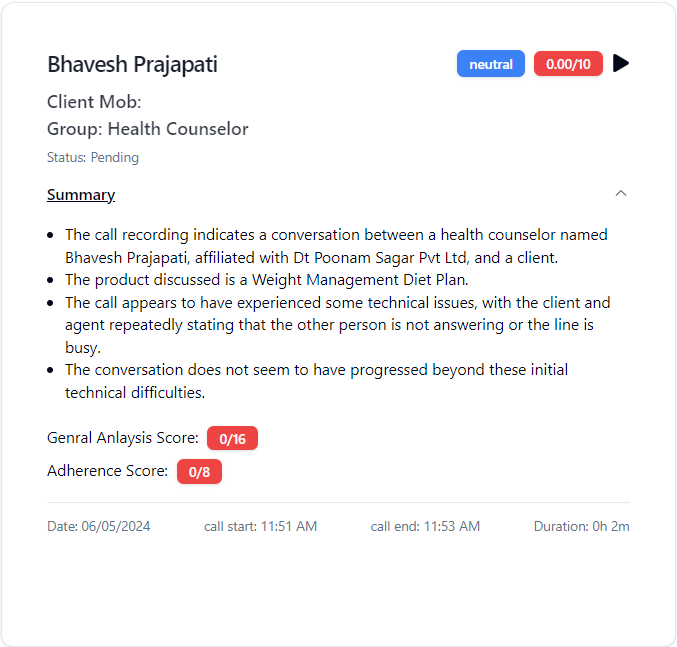 Bhavesh Prajapati
neutral
0.00/10
Client Mob:
Group: Health Counselor
Status: Pending
Summary
• The call recording indicates a conversation between a health counselor named
Bhavesh Prajapati, affiliated with Dt Poonam Sagar Pvt Ltd, and a client.
• The product discussed is a Weight Management Diet Plan.
• The call appears to have experienced some technical issues, with the client and
agent repeatedly stating that the other person is not answering or the line is
busy.
• The conversation does not seem to have progressed beyond these initial
technical difficulties.
Genral Anlaysis Score: 0/16
Adherence Score: 0/8
Date: 06/05/2024 call start: 11:51 AM call end: 11:53 AM Duration: 0h 2m